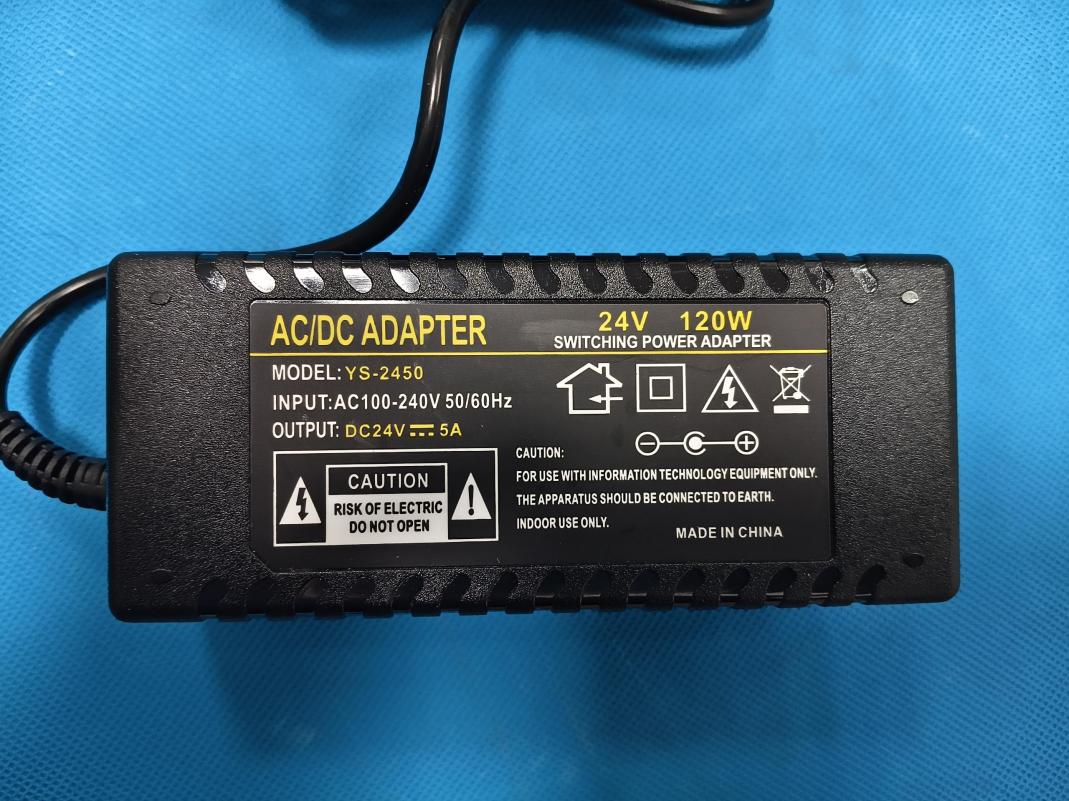 AC/DC ADAPTER
24V 120W
SWITCHING POWER ADAPTER
MODEL: YS-2450
INPUT:AC100-240V 50/60Hz
OUTPUT: DC24V ⎓ 5A
CAUTION
RISK OF ELECTRIC
DO NOT OPEN
CAUTION:
FOR USE WITH INFORMATION TECHNOLOGY EQUIPMENT ONLY.
THE APPARATUS SHOULD BE CONNECTED TO EARTH.
INDOOR USE ONLY.
MADE IN CHINA